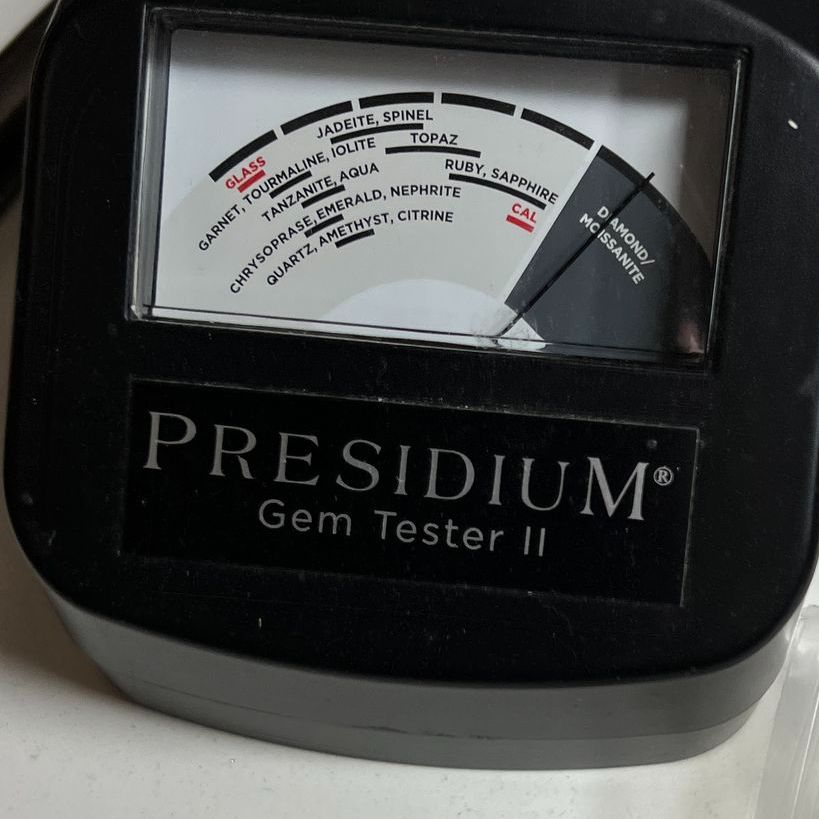 JADEITE, SPINEL
TOPAZ
GLASS
GARNET, TOURMALINE, IOLITE
RUBY, SAPPHIRE
TANZANITE, AQUA
CHRYSOPRASE, EMERALD, NEPHRITE
CAL
QUARTZ, AMETHYST, CITRINE
DIAMOND/
MOISSANITE
PRESIDIUM®
Gem Tester II